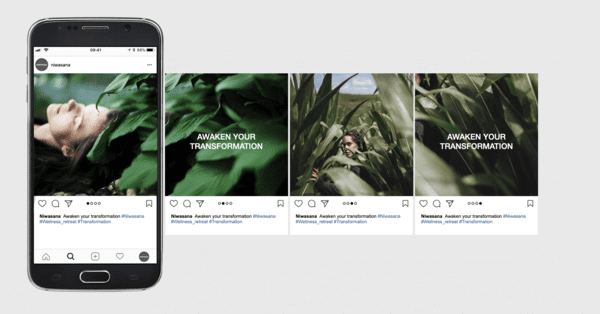 09:41
niwasana
AWAKEN YOUR
TRANSFORMATION
AWAKEN YOUR
TRANSFORMATION
Niwasana Awaken your transformation #Niwasana
#Wellness_retreat #Transformation
Niwasana Awaken your transformation #Niwasana
#Wellness_retreat #Transformation
Niwasana Awaken your transformation #Niwasana
#Wellness_retreat #Transformation
Niwasana Awaken your transformation #Niwasana
#Wellness_retreat #Transformation